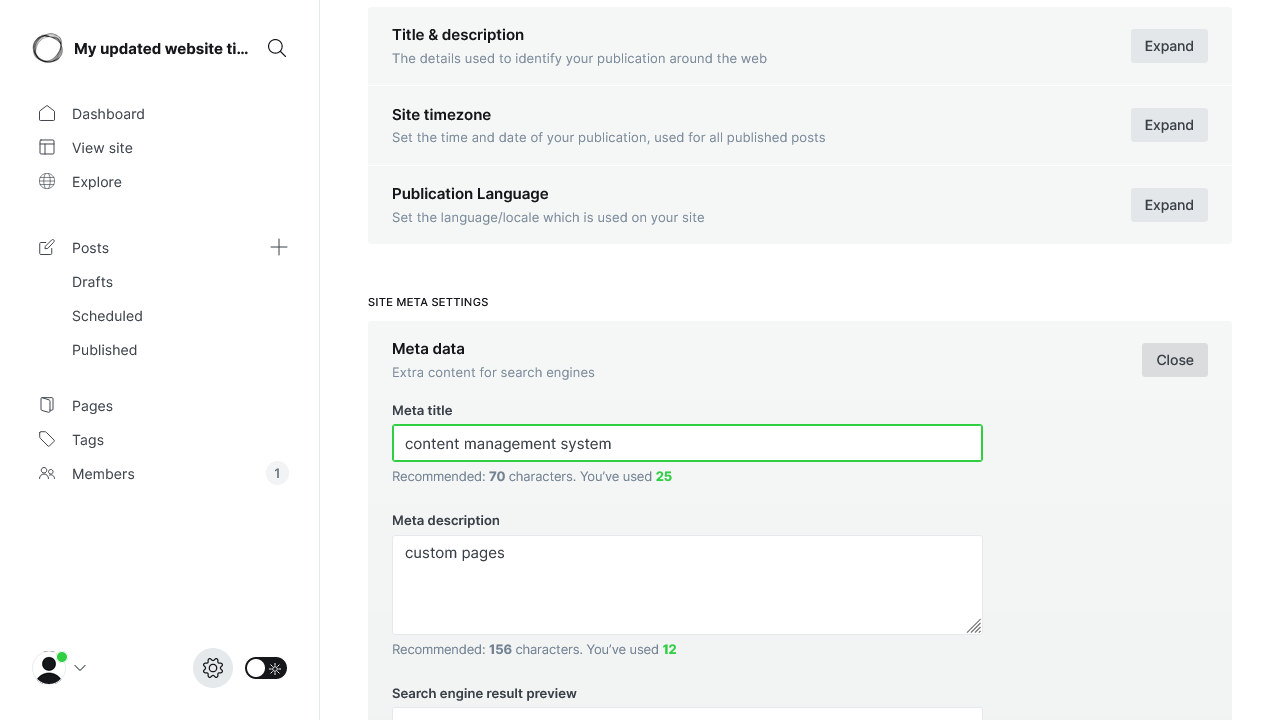 My updated website ti...
Dashboard
View site
Explore
Posts
Drafts
Scheduled
Published
Pages
Tags
Members
1
Title & description
The details used to identify your publication around the web
Expand
Site timezone
Set the time and date of your publication, used for all published posts
Expand
Publication Language
Set the language/locale which is used on your site
Expand
SITE META SETTINGS
Meta data
Extra content for search engines
Close
Meta title
content management system
Recommended: 70 characters. You've used 25
Meta description
custom pages
Recommended: 156 characters. You've used 12
Search engine result preview